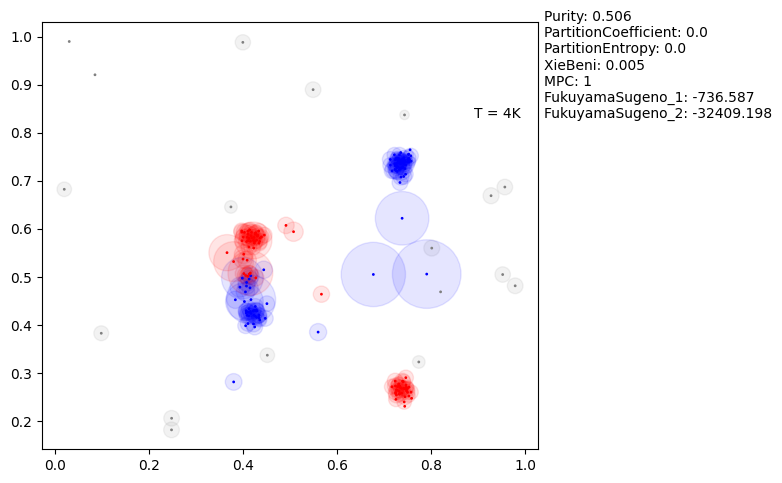 Purity: 0.506
PartitionCoefficient: 0.0
PartitionEntropy: 0.0
XieBeni: 0.005
MPC: 1
FukuyamaSugeno_1: -736.587
FukuyamaSugeno_2: -32409.198
T = 4K
1.0
0.9
0.8
0.7
0.6
0.5
0.4
0.3
0.2
0.0 0.2 0.4 0.6 0.8 1.0